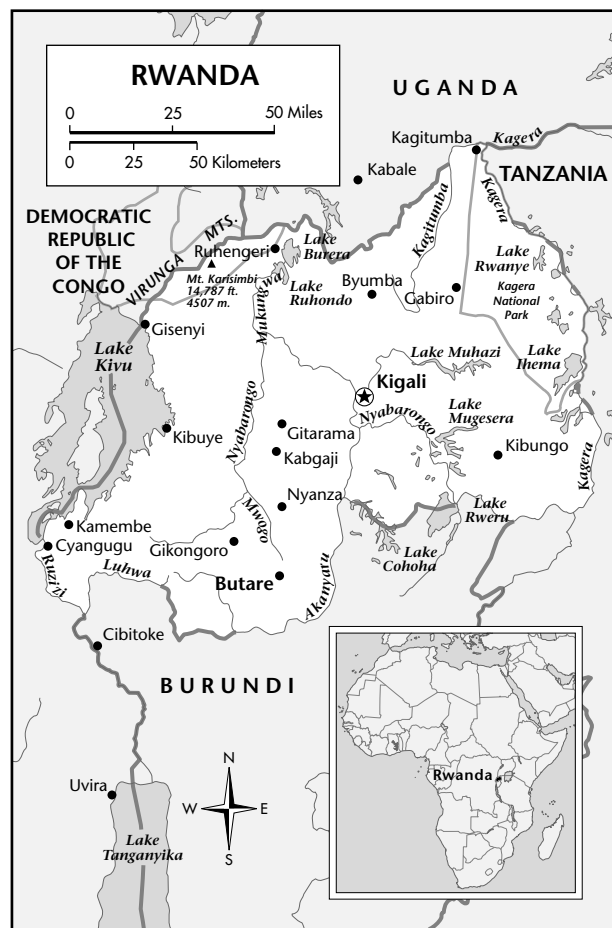 RWANDA
0 25 50 Miles
0 25 50 Kilometers
UGANDA
Kagitumba
Kagera
TANZANIA
Kabale
Kagera
Kagitumba
DEMOCRATIC
REPUBLIC
OF THE
CONGO
VIRUNGA MTS.
Ruhengeri
Lake
Burera
Mt. Karisimbi
14,787 ft.
4507 m.
Mukungwa
Lake
Ruhondo
Byumba
Gabiro
Lake
Rwanye
Kagera
National
Park
Gisenyi
Lake
Kivu
Lake Muhazi
Lake
Ihema
Kigali
Nyabarongo
Nyabarongo
Lake
Mugesera
Kibuye
Gitarama
Kabgaji
Kibungo
Kagera
Nyanza
Mwogo
Lake
Rweru
Kamembe
Cyangugu
Gikongoro
Lake
Cohoha
Ruzizi
Luhwa
Butare
Akanyaru
Cibitoke
BURUNDI
Uvira
N
W E
S
Lake
Tanganyika
Rwanda